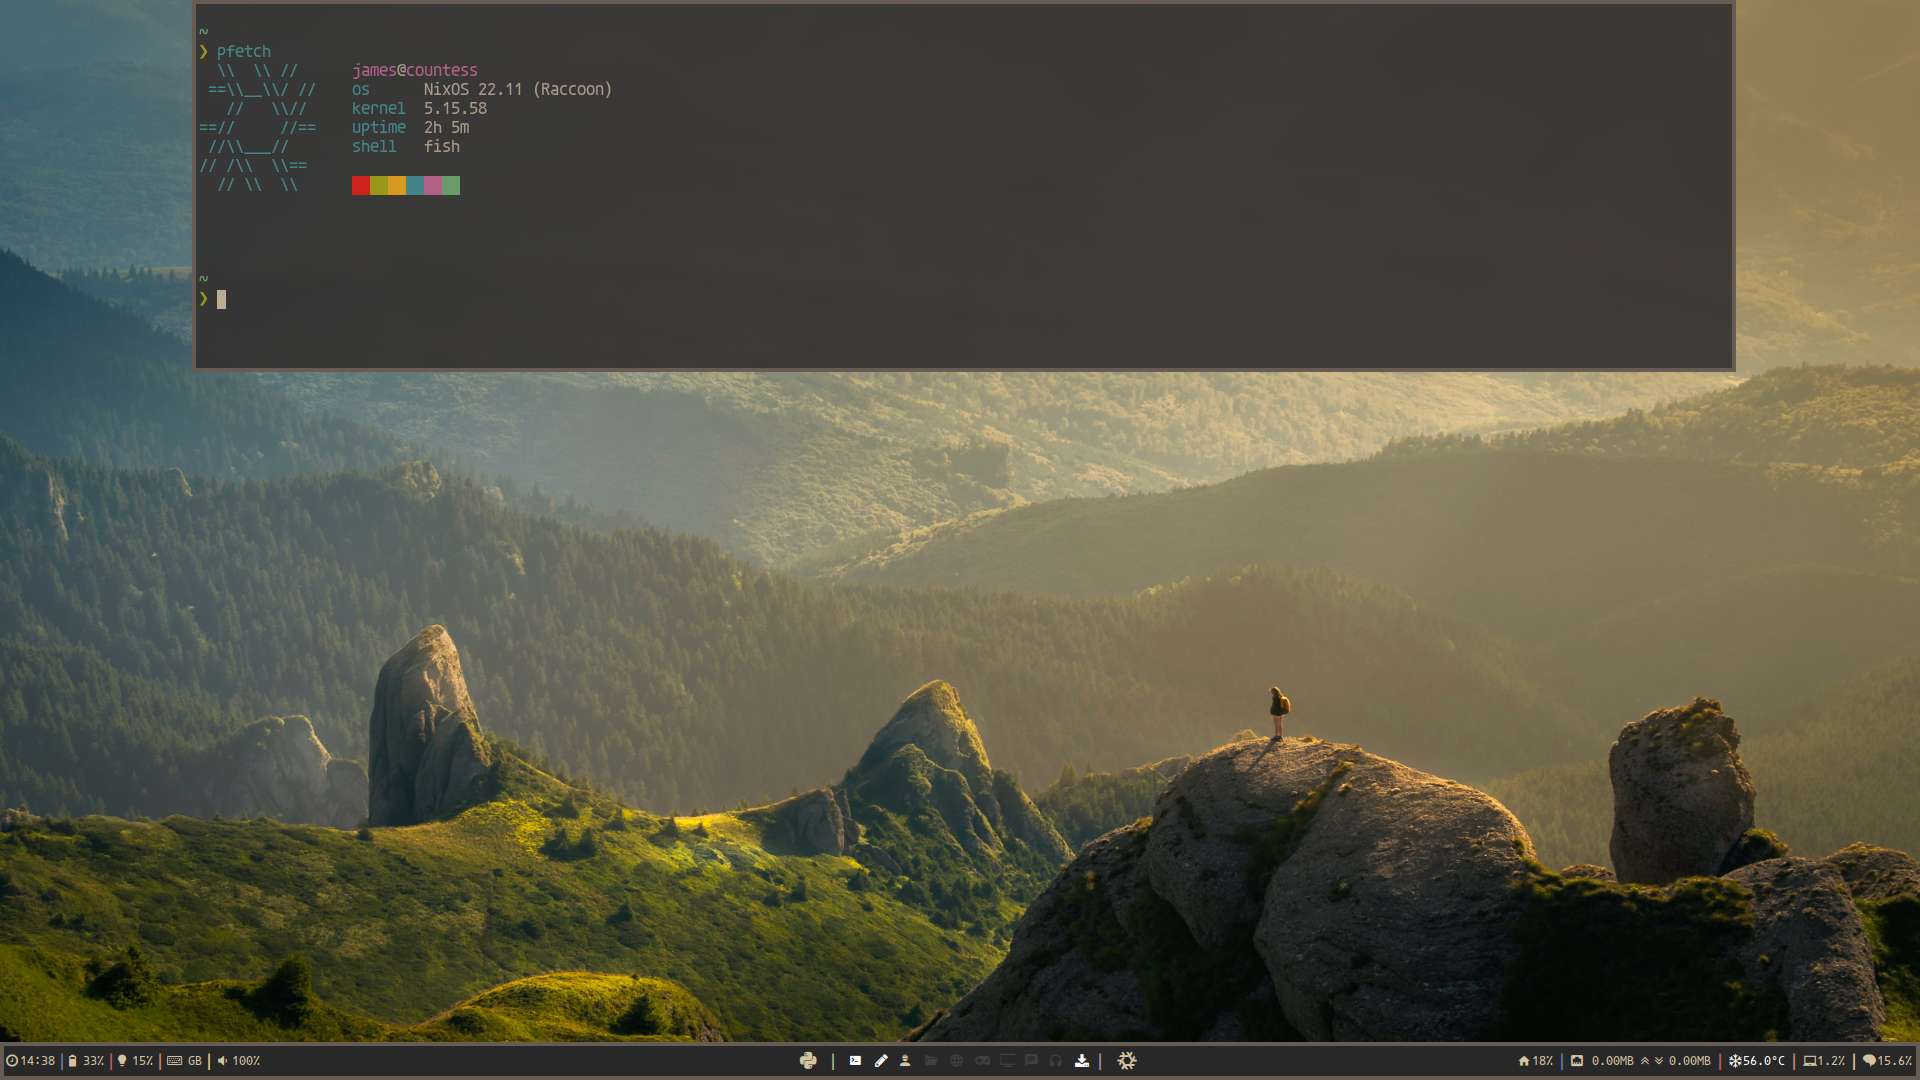 ~
❯ pfetch
  \\  \\ //      james@countess
 ==\\__\\/ //    os      NixOS 22.11 (Raccoon)
   //   \\//     kernel  5.15.58
==//     //==    uptime  2h 5m
 //\\___//       shell   fish
// /\\  \\==
  // \\  \\
~
❯
14:38 | 33% | 15% | GB | 100% | | 18% | 0.00MB 0.00MB | 56.0°C | 1.2% | 15.6%